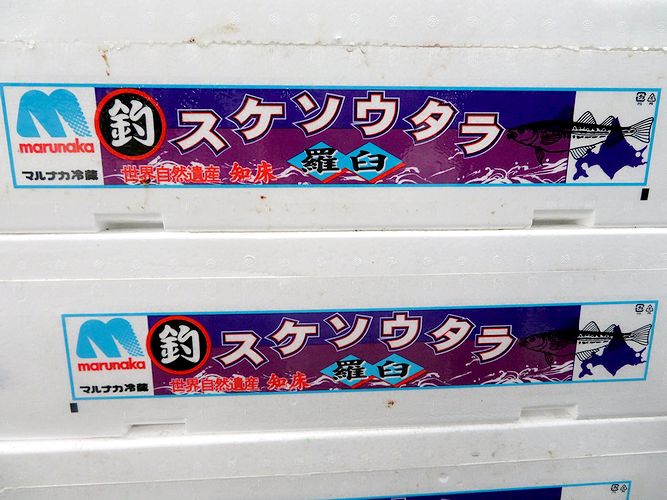 marunaka
マルナカ冷蔵
釣
スケソウタラ
羅臼
世界自然遺産 知床
marunaka
マルナカ冷蔵
釣
スケソウタラ
羅臼
世界自然遺産 知床